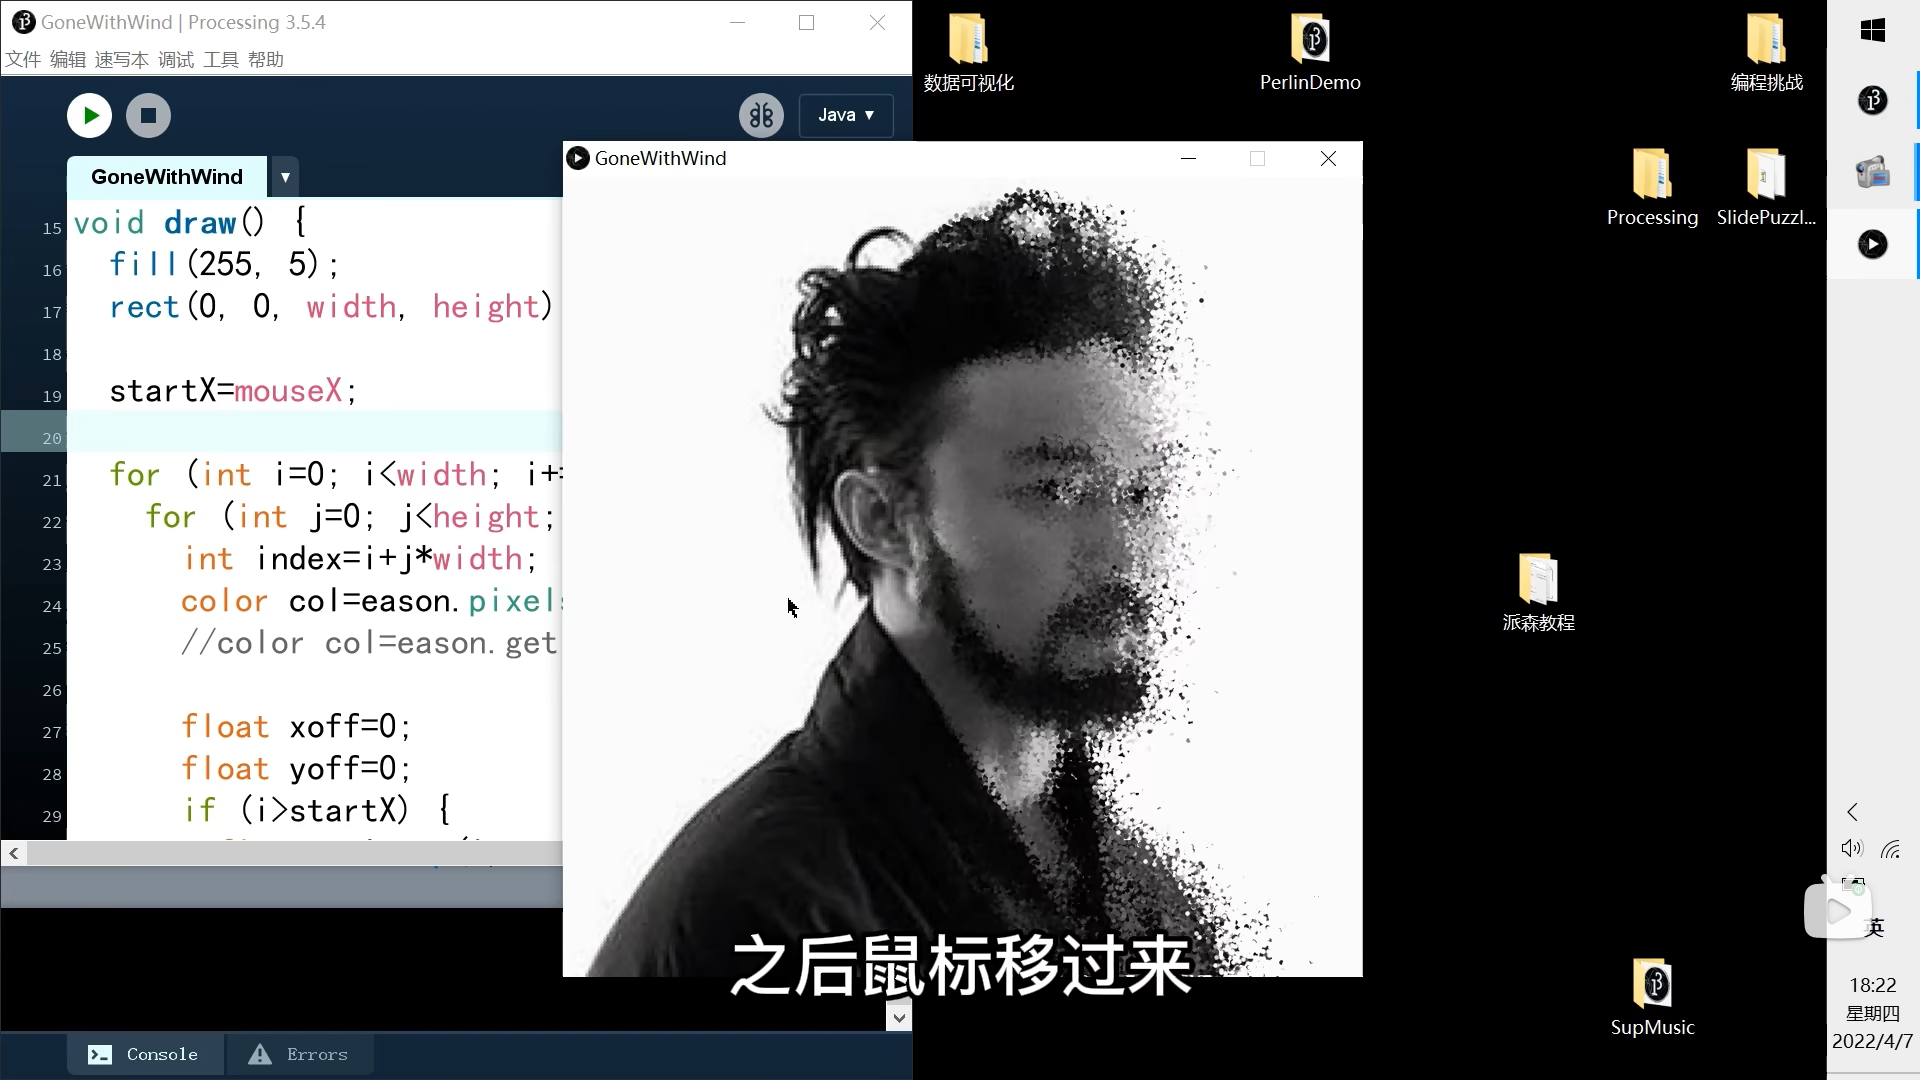 GoneWithWind | Processing 3.5.4
文件 编辑 速写本 调试 工具 帮助
Java
GoneWithWind
15 void draw() {
16 fill(255, 5);
17 rect(0, 0, width, height)
18
19 startX=mouseX;
20
21 for (int i=0; i<width; i+
22 for (int j=0; j<height;
23 int index=i+j*width;
24 color col=eason.pixels
25 //color col=eason.get
26
27 float xoff=0;
28 float yoff=0;
29 if (i>startX) {
Console
Errors
GoneWithWind
之后鼠标移过来
数据可视化
PerlinDemo
编程挑战
Processing
SlidePuzzl...
派森教程
SupMusic
英
18:22
星期四
2022/4/7